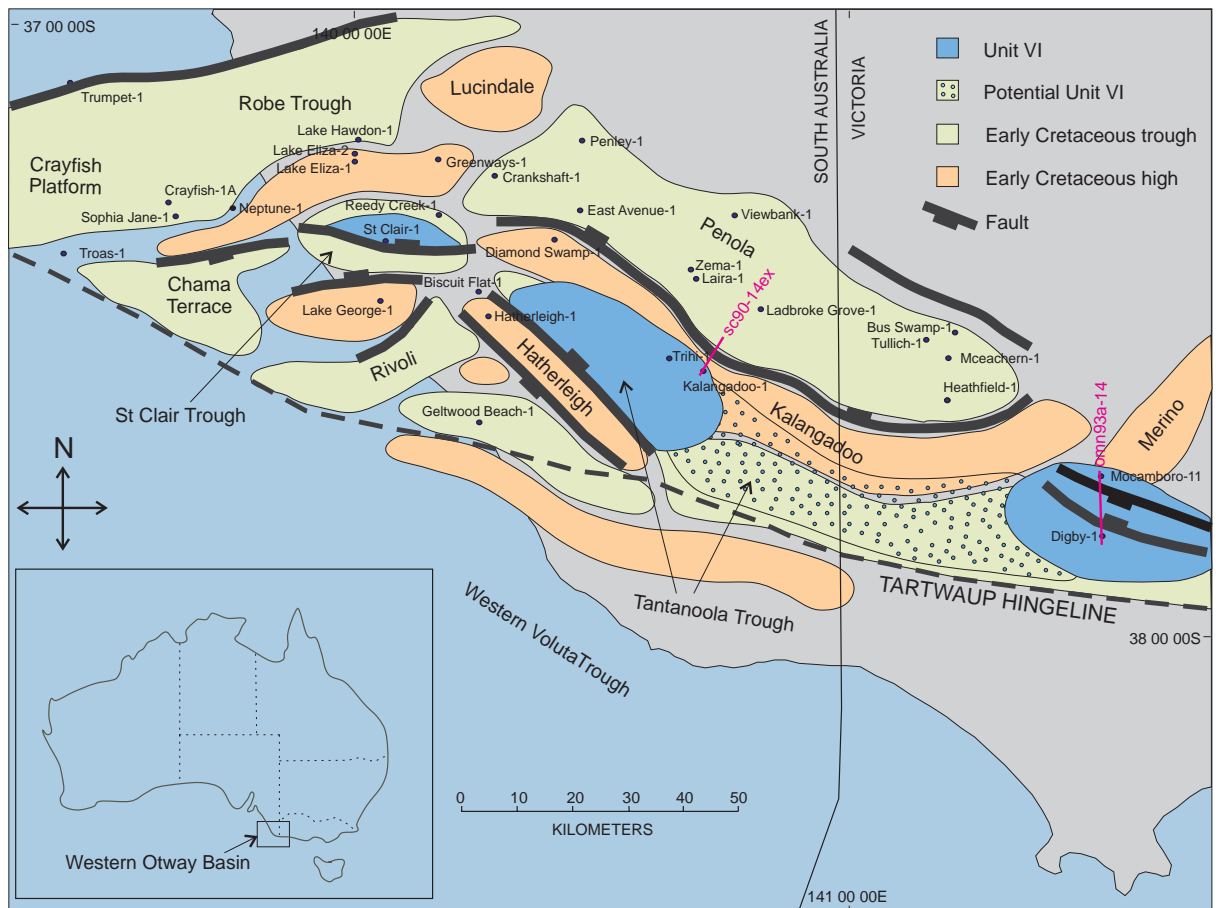 37 00 00S
140 00 00E
Trumpet-1
Robe Trough
Lucindale
SOUTH AUSTRALIA
VICTORIA
Unit VI
Potential Unit VI
Early Cretaceous trough
Early Cretaceous high
Fault
Crayfish
Platform
Lake Hawdon-1
Lake Eliza-2
Lake Eliza-1
Greenways-1
Penley-1
Crankshaft-1
Crayfish-1A
Sophia Jane-1
Neptune-1
Reedy Creek-1
St Clair-1
East Avenue-1
Viewbank-1
Penola
Troas-1
Diamond Swamp-1
Zema-1
Laira-1
Chama
Terrace
Biscuit Flat-1
Lake George-1
Hatherleigh-1
Ladbroke Grove-1
sc90-14ex
Bus Swamp-1
Tullich-1
Mceachern-1
Heathfield-1
Rivoli
Hatherleigh
Trihi-1
Kalangadoo-1
Kalangadoo
St Clair Trough
Geltwood Beach-1
Merino
omn93a-14
Mocamboro-11
Digby-1
N
Tantanoola Trough
TARTWAUP HINGELINE
Western VolutaTrough
38 00 00S
0 10 20 30 40 50
KILOMETERS
Western Otway Basin
141 00 00E